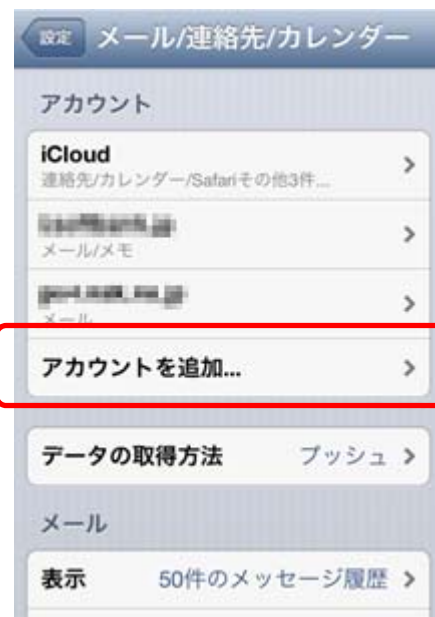 設定 メール/連絡先/カレンダー
アカウント
iCloud
連絡先/カレンダー/Safariその他3件...
メール/メモ
メール
アカウントを追加...
データの取得方法 プッシュ
メール
表示 50件のメッセージ履歴